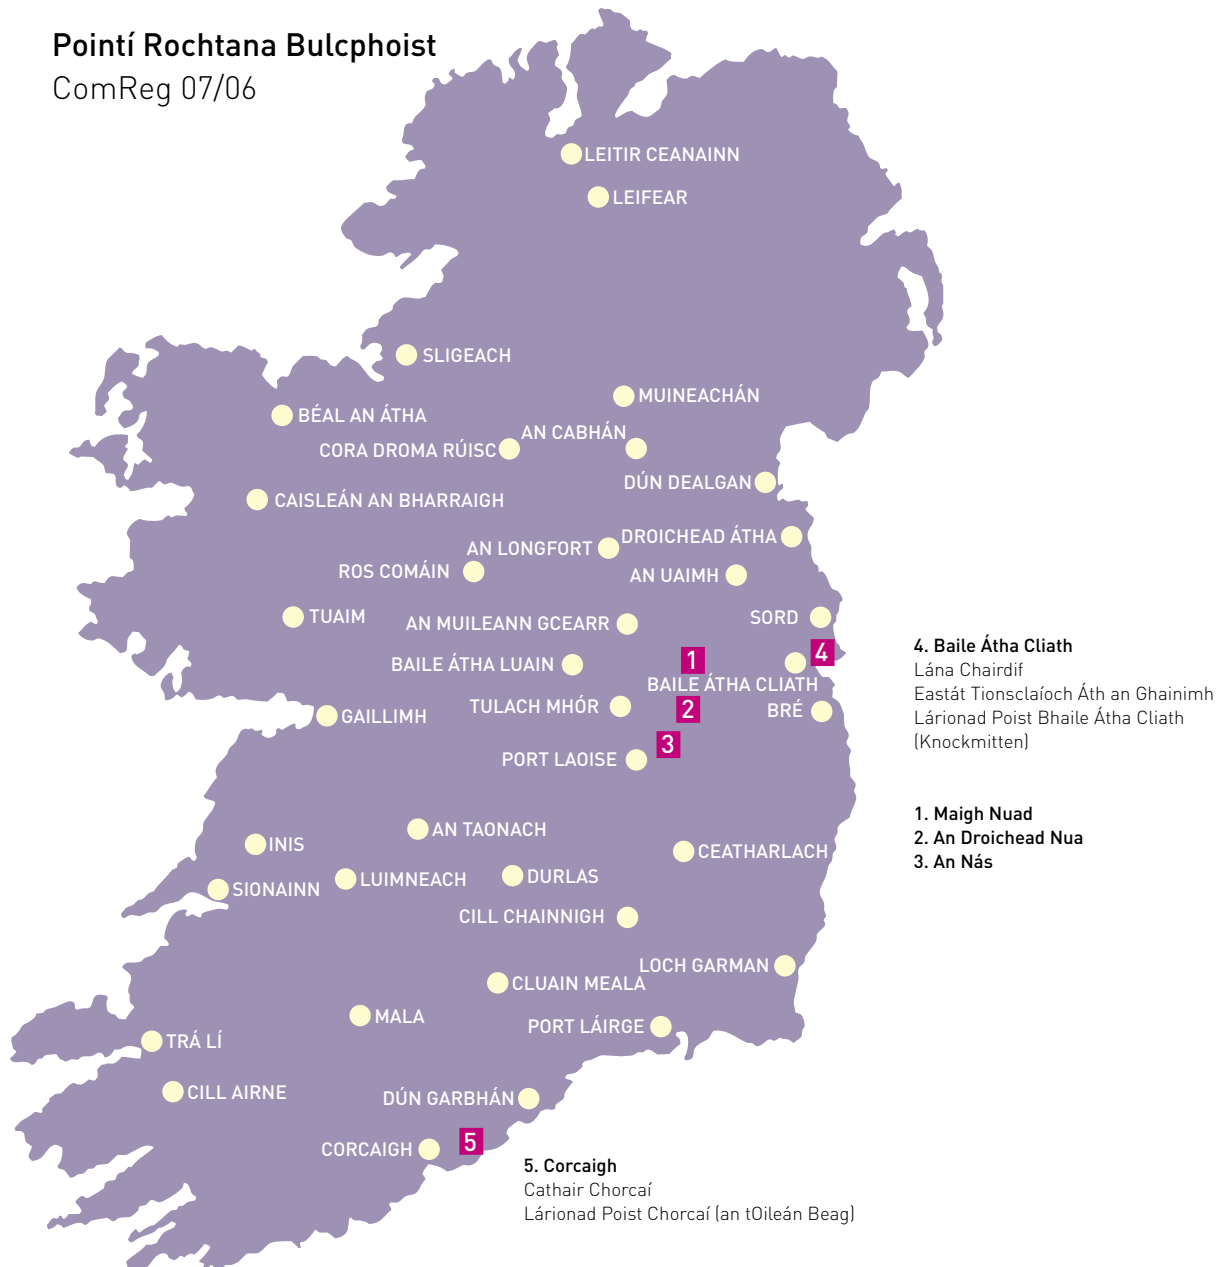 Pointí Rochtana Bulcphoist
ComReg 07/06
LEITIR CEANAINN
LEIFEAR
SLIGEACH
MUINEACHÁN
BÉAL AN ÁTHA
AN CABHÁN
CORA DROMA RÚISC
DÚN DEALGAN
CAISLEÁN AN BHARRAIGH
DROICHEAD ÁTHA
AN LONGFORT
ROS COMÁIN
AN UAIMH
TUAIM
SORD
AN MUILEANN GCEARR
4
1
BAILE ÁTHA LUAIN
BAILE ÁTHA CLIATH
TULACH MHÓR
2
BRÉ
GAILLIMH
3
PORT LAOISE
4. Baile Átha Cliath
Lána Chairdif
Eastát Tionsclaíoch Áth an Ghainimh
Lárionad Poist Bhaile Átha Cliath
(Knockmitten)
1. Maigh Nuad
2. An Droichead Nua
3. An Nás
AN TAONACH
INIS
CEATHARLACH
LUIMNEACH
DURLAS
SIONAINN
CILL CHAINNIGH
LOCH GARMAN
CLUAIN MEALA
MALA
PORT LÁIRGE
TRÁ LÍ
CILL AIRNE
DÚN GARBHÁN
5
CORCAIGH
5. Corcaigh
Cathair Chorcaí
Lárionad Poist Chorcaí (an tOileán Beag)